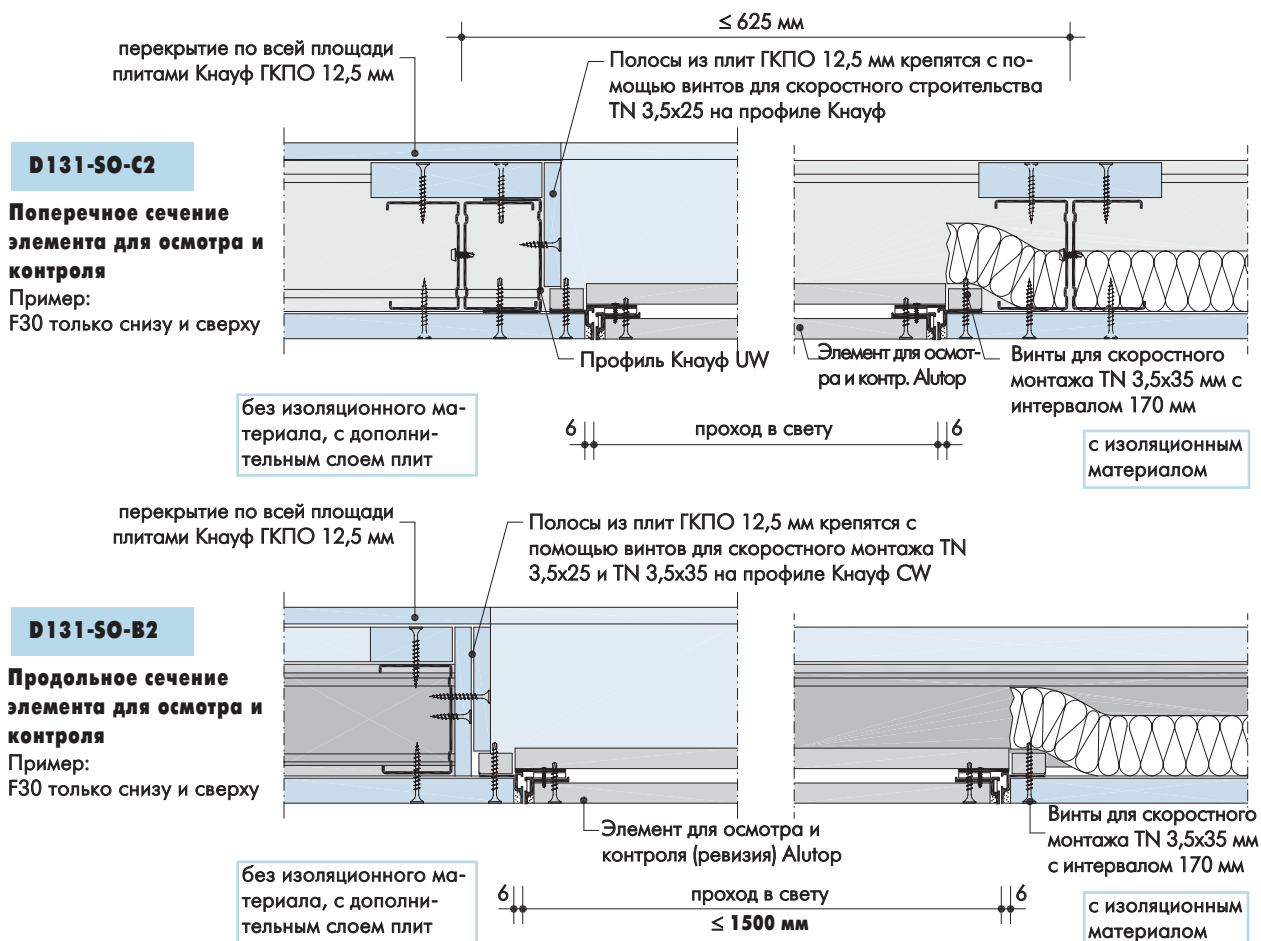 ≤ 625 мм
перекрытие по всей площади
плитами Кнауф ГКПО 12,5 мм
Полосы из плит ГКПО 12,5 мм крепятся с по-
мощью винтов для скоростного строительства
TN 3,5x25 на профиле Кнауф
D131-SO-C2
Поперечное сечение
элемента для осмотра и
контроля
Пример:
F30 только снизу и сверху
Профиль Кнауф UW
Элемент для осмот-
ра и контр. Alutop
Винты для скоростного
монтажа TN 3,5x35 мм с
интервалом 170 мм
без изоляционного ма-
териала, с дополни-
тельным слоем плит
6
проход в свету
6
с изоляционным
материалом
перекрытие по всей площади
плитами Кнауф ГКПО 12,5 мм
Полосы из плит ГКПО 12,5 мм крепятся с
помощью винтов для скоростного монтажа TN
3,5x25 и TN 3,5x35 на профиле Кнауф CW
D131-SO-B2
Продольное сечение
элемента для осмотра и
контроля
Пример:
F30 только снизу и сверху
Элемент для осмотра и
контроля (ревизия) Alutop
Винты для скоростного
монтажа TN 3,5x35 мм
с интервалом 170 мм
без изоляционного ма-
териала, с дополни-
тельным слоем плит
6
проход в свету
6
≤ 1500 мм
с изоляционным
материалом